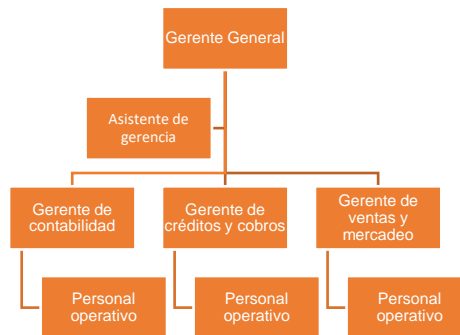 Gerente General
Asistente de
gerencia
Gerente de
contabilidad
Gerente de
créditos y cobros
Gerente de
ventas y
mercadeo
Personal
operativo
Personal
operativo
Personal
operativo